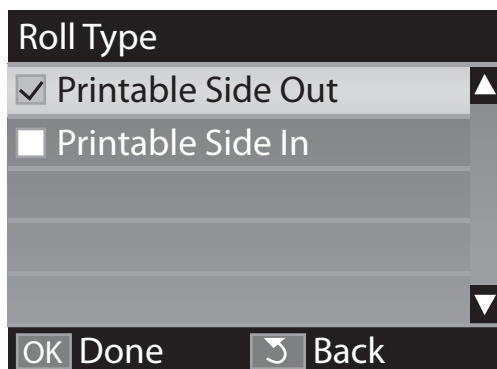 Roll Type
Printable Side Out
Printable Side In
OK Done Back